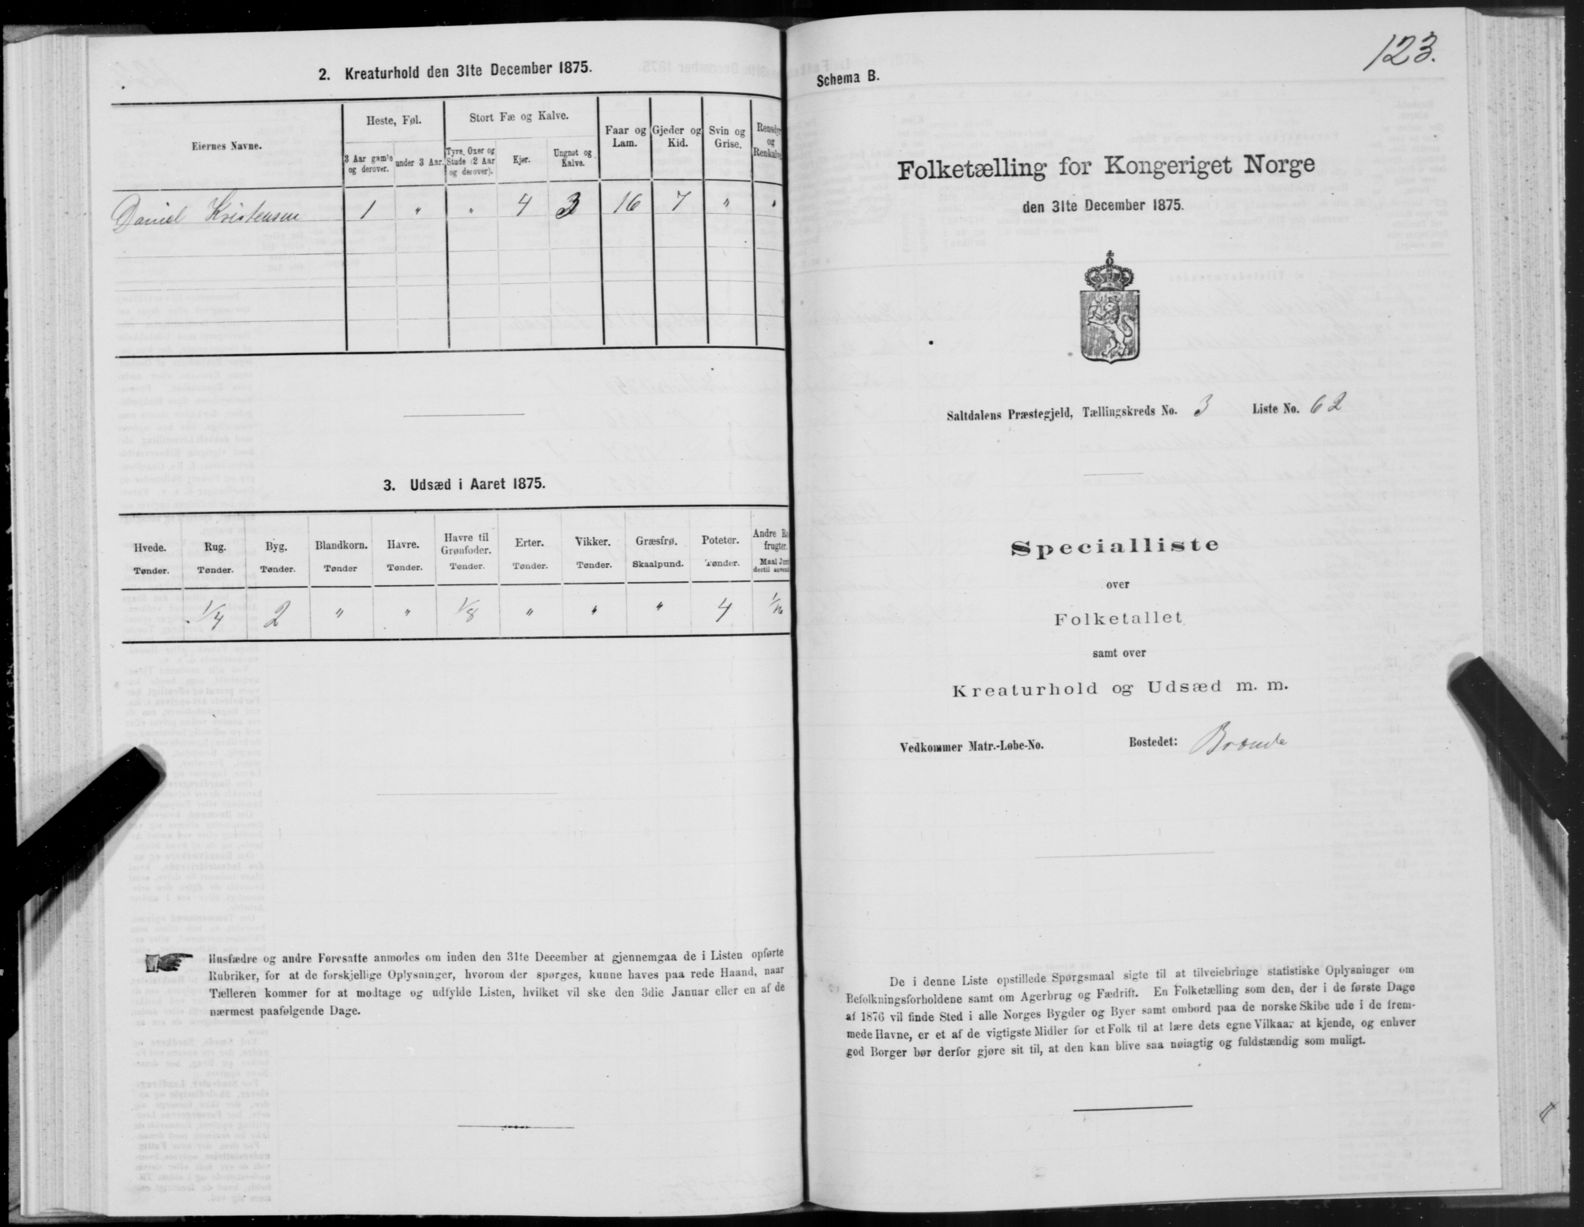 2. Kreaturhold den 31te December 1875.
Eiernes Navne.
Heste, Føl.
Stort Fæ og Kalve.
Faar og Lam.
Gjeder og Kid.
Svin og Grise.
og
3 Aar gaml. og derover.
under 3 Aar.
Tyre, Oxer og Stude (2 Aar og derover).
Kjør.
Ungnøt og Kalve.
Daniel Kristensen 1 " " 4 3 16 7 " "
3. Udsæd i Aaret 1875.
Hvede. Rug. Byg. Blandkorn. Havre. Havre til Grønfoder. Erter. Vikker. Græsfrø. Poteter. Andre
Tønder. Tønder. Tønder. Tønder Tønder. Tønder. Tønder. Tønder. Skaalpund. Tønder. Maal
1/4 2 " " 1/8 " " " 4 1/16
Husfædre og andre Foresatte anmodes om inden den 31te December at gjennemgaa de i Listen opførte
Rubriker, for at de forskjellige Oplysninger, hvorom der spørges, kunne haves paa rede Haand, naar
Tælleren kommer for at modtage og udfylde Listen, hvilket vil ske den 3die Januar eller en af de
nærmest paafølgende Dage.
123.
Schema B.
Folketælling for Kongeriget Norge
den 31te December 1875.
Saltdalens Præstegjeld, Tællingskreds No. 3 Liste No. 62
Specialliste
over
Folketallet
samt over
Kreaturhold og Udsæd m. m.
Vedkommer Matr.-Løbe-No. Bostedet: Brænde
De i denne Liste opstillede Spørgsmaal sigte til at tilveiebringe statistiske Oplysninger om
Befolkningsforholdene samt om Agerbrug og Fædrift. En Folketælling som den, der i de første Dage
af 1876 vil finde Sted i alle Norges Bygder og Byer samt ombord paa de norske Skibe ude i de frem-
mede Havne, er et af de vigtigste Midler for et Folk til at lære dets egne Vilkaar at kjende, og enhver
god Borger bør derfor gjøre sit til, at den kan blive saa nøiagtig og fuldstændig som muligt.